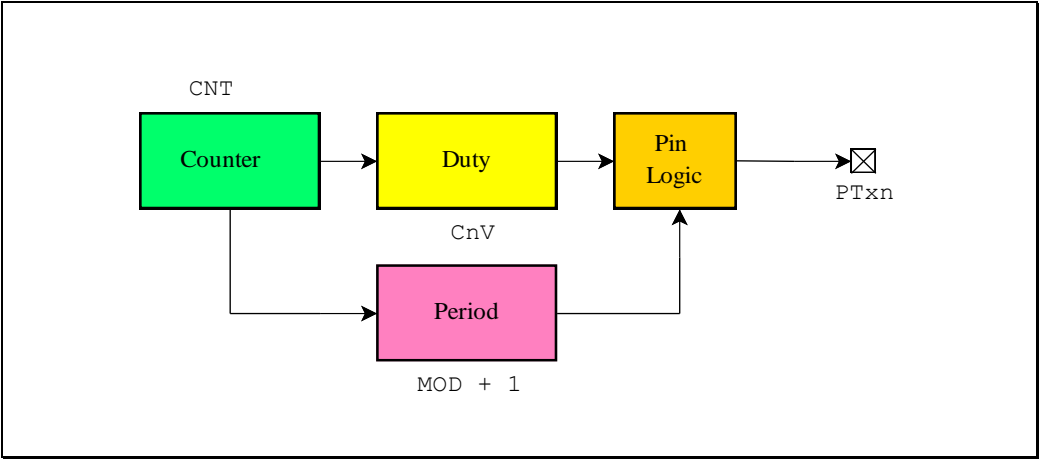 CNT
Counter
Duty
Pin
Logic
PTxn
CnV
Period
MOD + 1